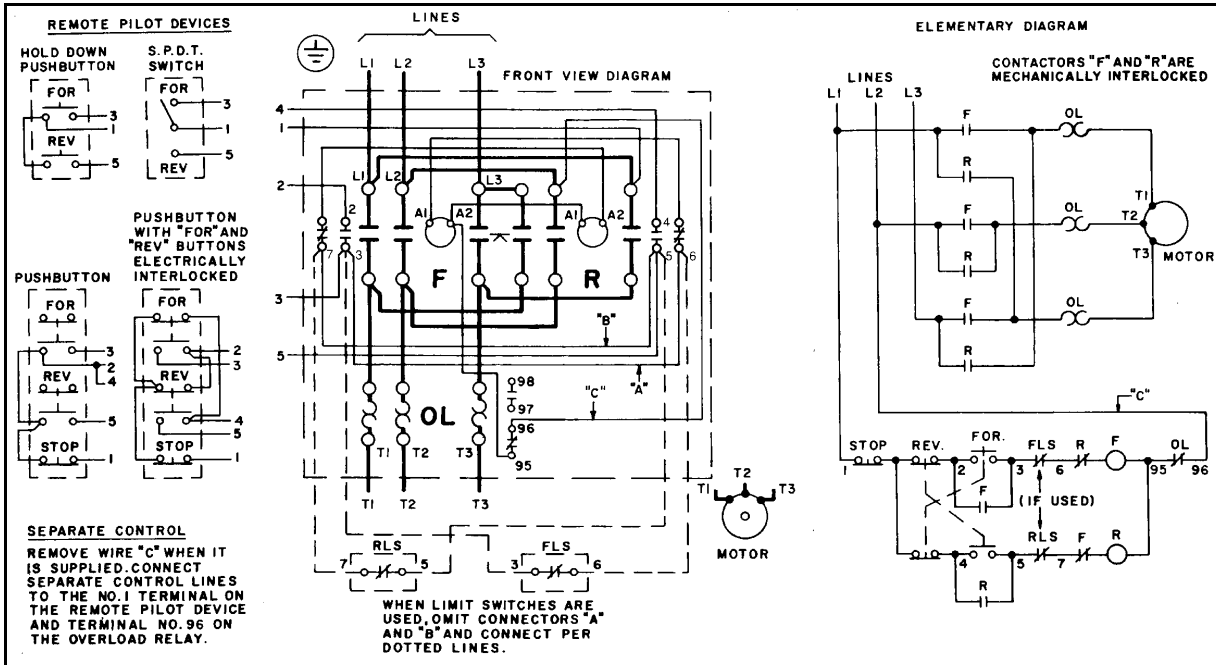 REMOTE PILOT DEVICES
HOLD DOWN
PUSHBUTTON
FOR
3
1
REV
5
S.P.D.T.
SWITCH
FOR
3
1
5
REV
PUSHBUTTON
FOR
3
2
4
REV
5
STOP
1
PUSHBUTTON
WITH "FOR" AND
"REV" BUTTONS
ELECTRICALLY
INTERLOCKED
FOR
2
3
REV
4
5
STOP
1
SEPARATE CONTROL
REMOVE WIRE "C" WHEN IT
IS SUPPLIED. CONNECT
SEPARATE CONTROL LINES
TO THE NO. 1 TERMINAL ON
THE REMOTE PILOT DEVICE
AND TERMINAL NO. 96 ON
THE OVERLOAD RELAY.
LINES
L1 L2 L3
FRONT VIEW DIAGRAM
4
1
2
3
5
L1 L2 L3
A1 A2 A1 A2
2 4
7 3 5 6
F R
"B"
"A"
"C"
OL
98
97
96
95
T1 T2 T3
T1 T2 T3
RLS
7 5
FLS
3 6
WHEN LIMIT SWITCHES ARE
USED, OMIT CONNECTORS "A"
AND "B" AND CONNECT PER
DOTTED LINES.
T1 T2 T3
MOTOR
ELEMENTARY DIAGRAM
CONTACTORS "F" AND "R" ARE
MECHANICALLY INTERLOCKED
LINES
L1 L2 L3
F OL
R
F OL
R
F OL
R
T1
T2
T3
MOTOR
"C"
STOP REV. FOR. FLS R F OL
1 2 3 6 95 96
F
(IF USED)
RLS F R
4 5 7
R